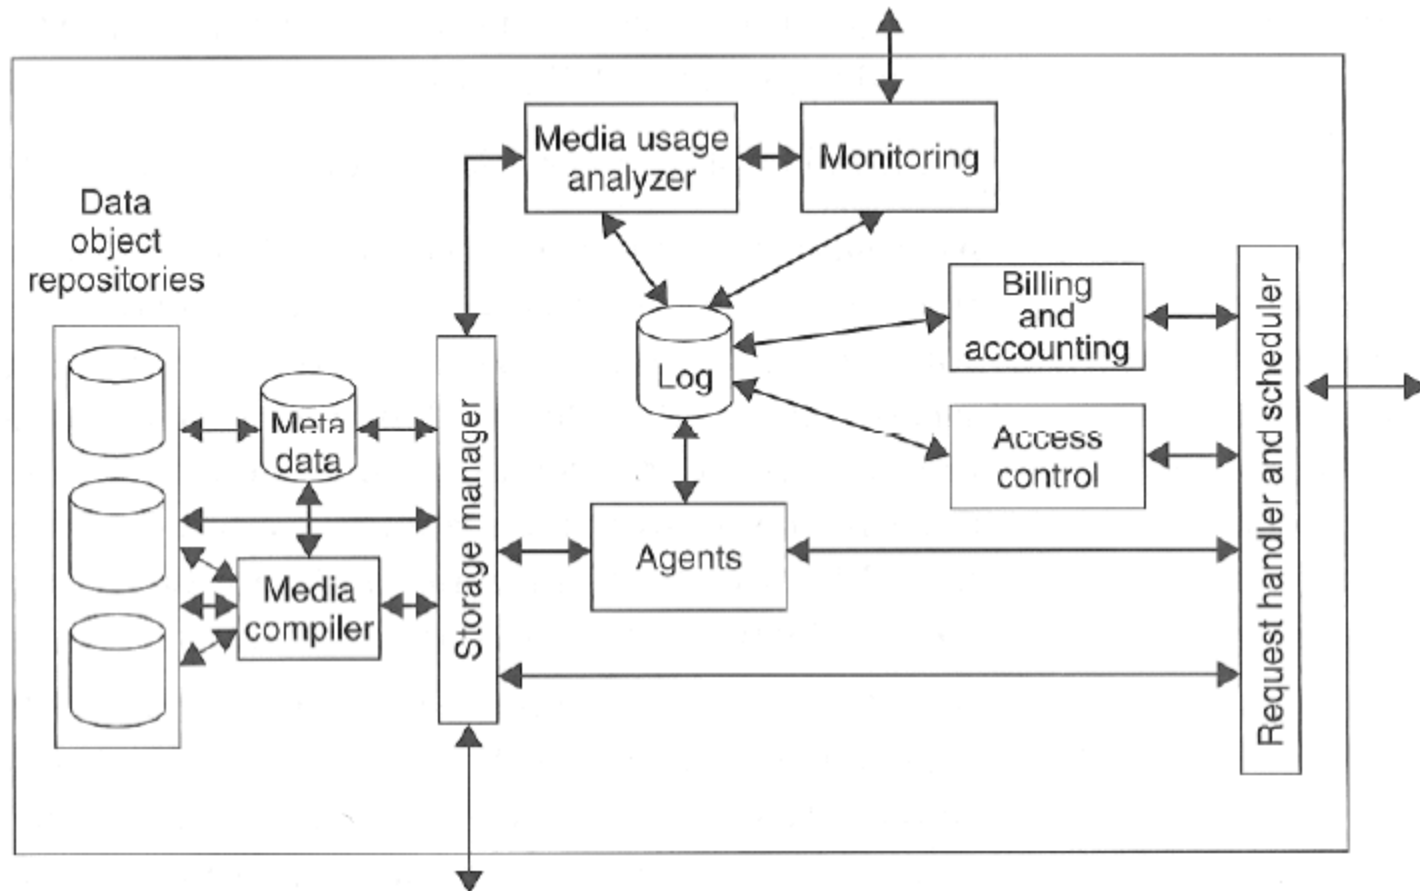 Media usage
analyzer
Monitoring
Data
object
repositories
Billing
and
accounting
Log
Meta
data
Access
control
Storage manager
Request handler and scheduler
Agents
Media
compiler